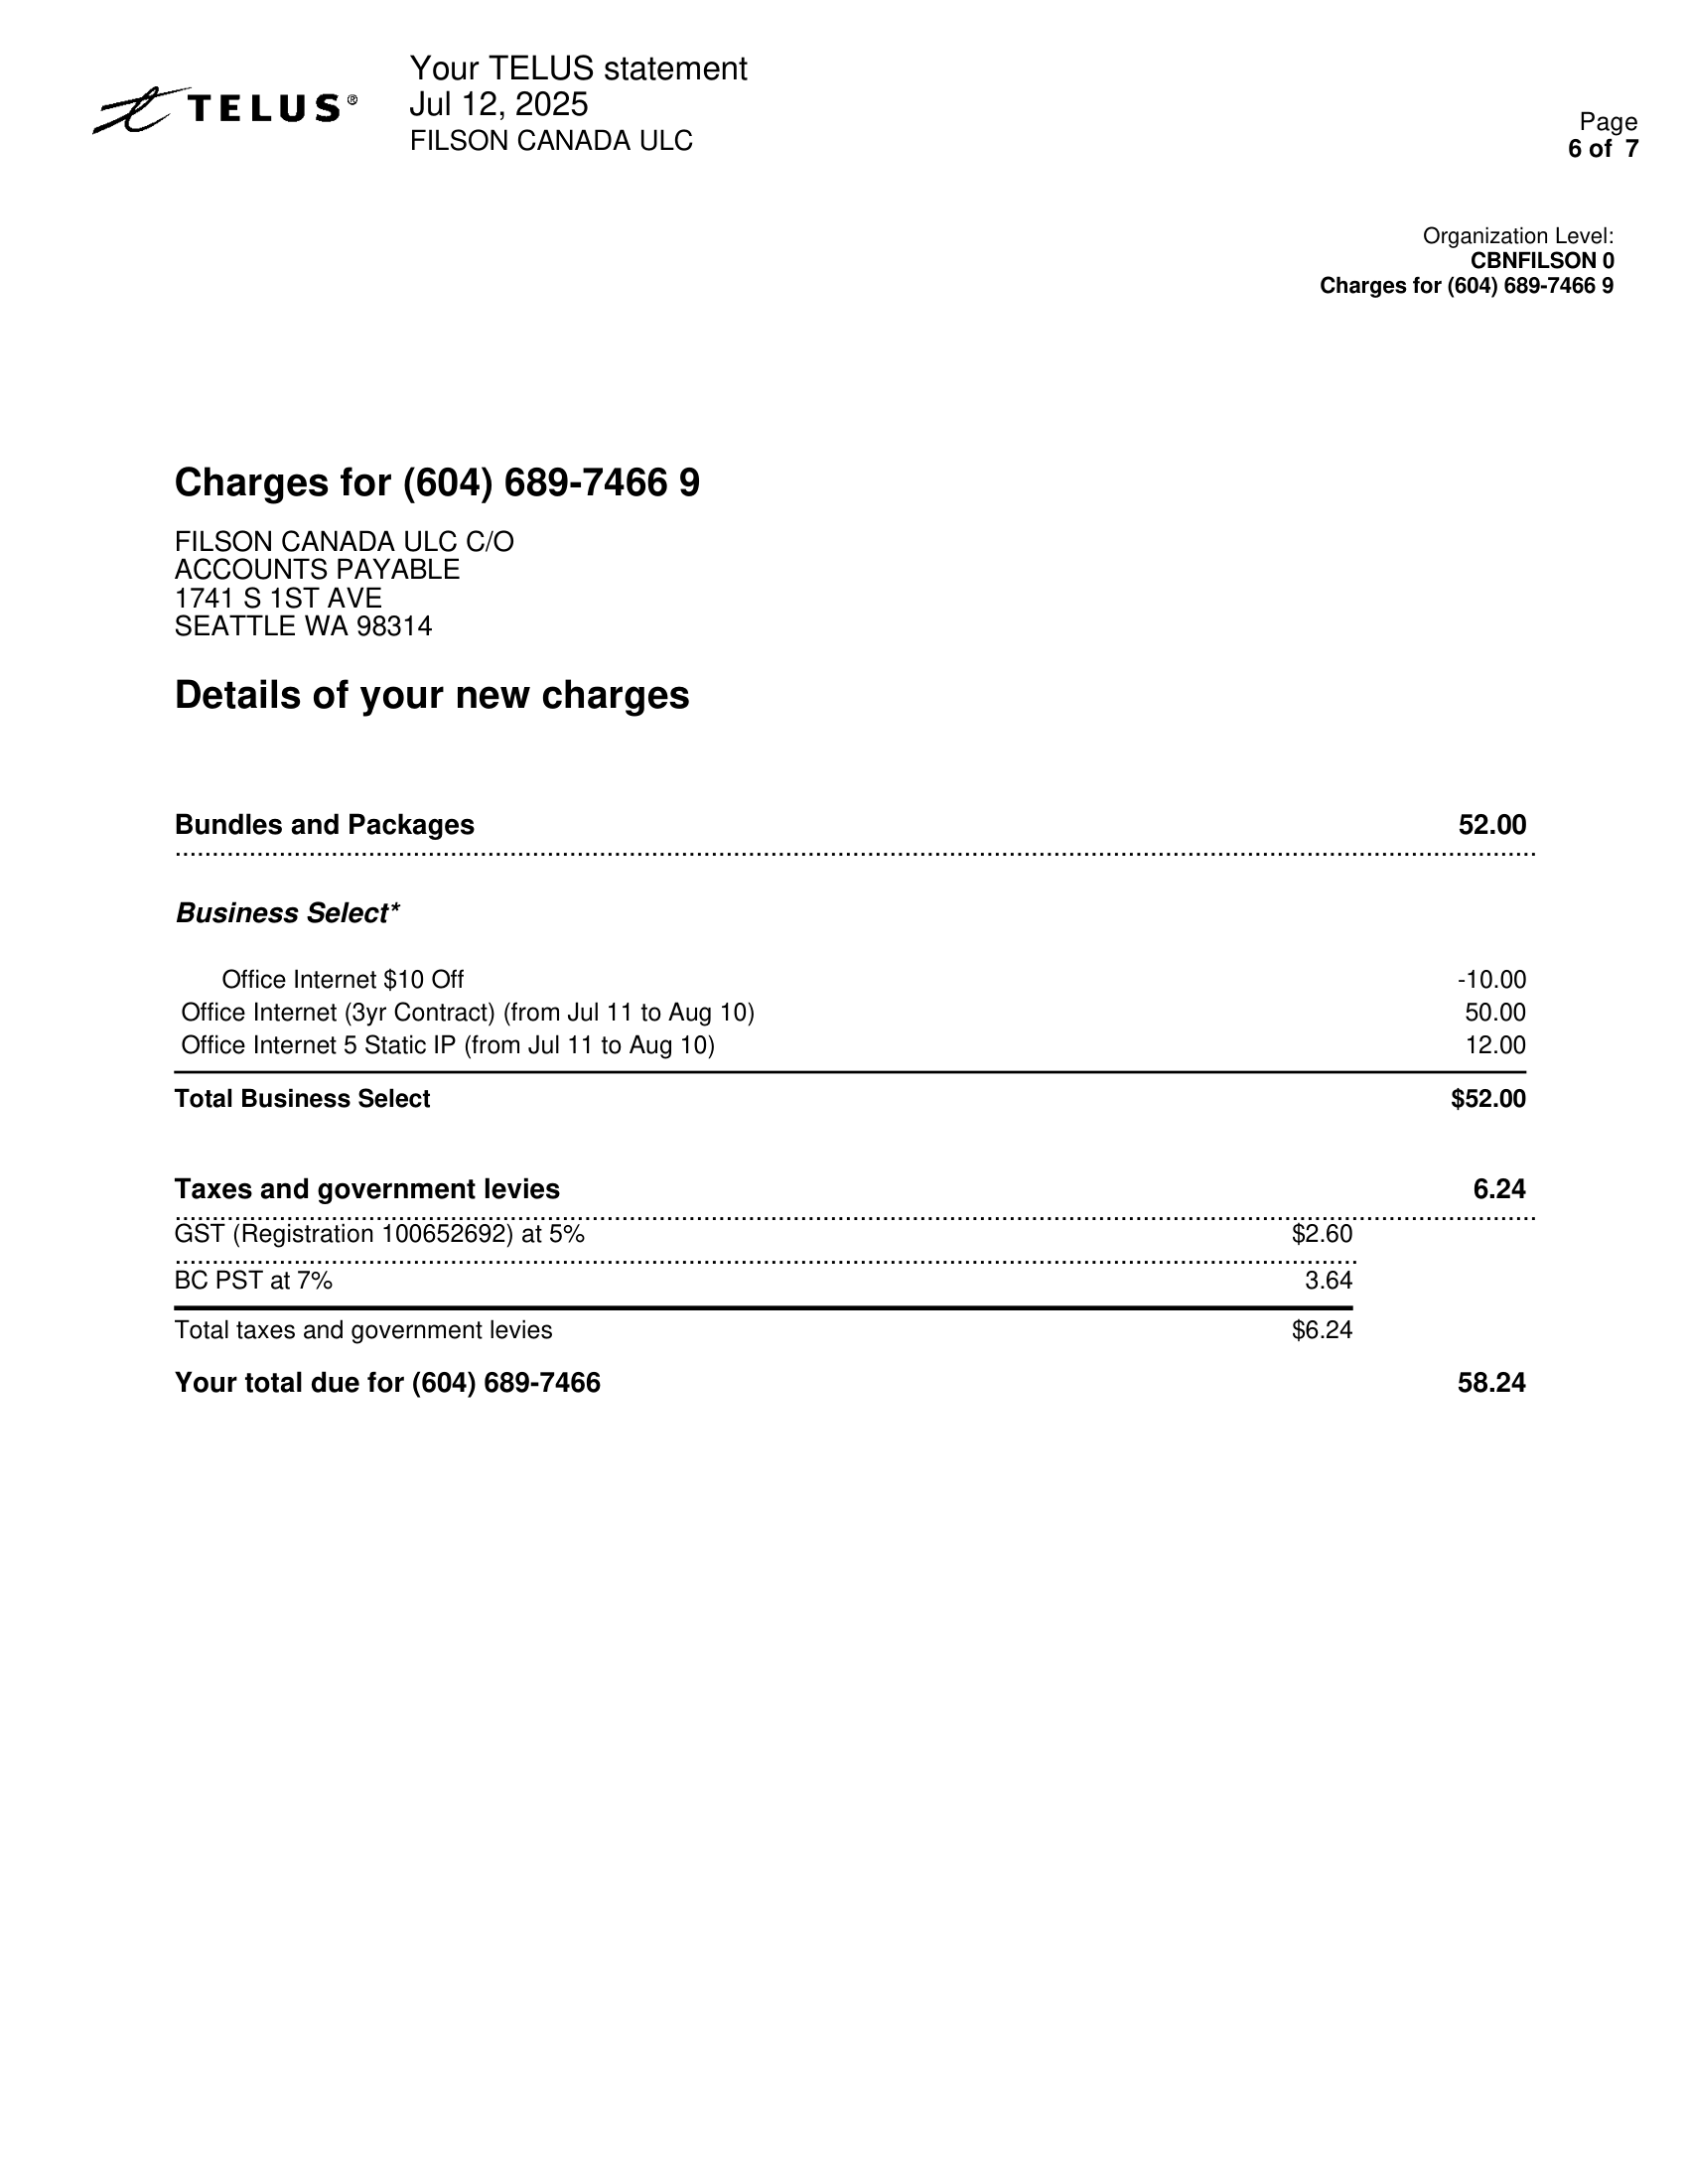 TELUS®
Your TELUS statement
Jul 12, 2025
FILSON CANADA ULC
Page
6 of 7
Organization Level:
CBNFILSON 0
Charges for (604) 689-7466 9
Charges for (604) 689-7466 9
FILSON CANADA ULC C/O
ACCOUNTS PAYABLE
1741 S 1ST AVE
SEATTLE WA 98314
Details of your new charges
Bundles and Packages 52.00
Business Select*
Office Internet $10 Off -10.00
Office Internet (3yr Contract) (from Jul 11 to Aug 10) 50.00
Office Internet 5 Static IP (from Jul 11 to Aug 10) 12.00
Total Business Select $52.00
Taxes and government levies 6.24
GST (Registration 100652692) at 5% $2.60
BC PST at 7% 3.64
Total taxes and government levies $6.24
Your total due for (604) 689-7466 58.24